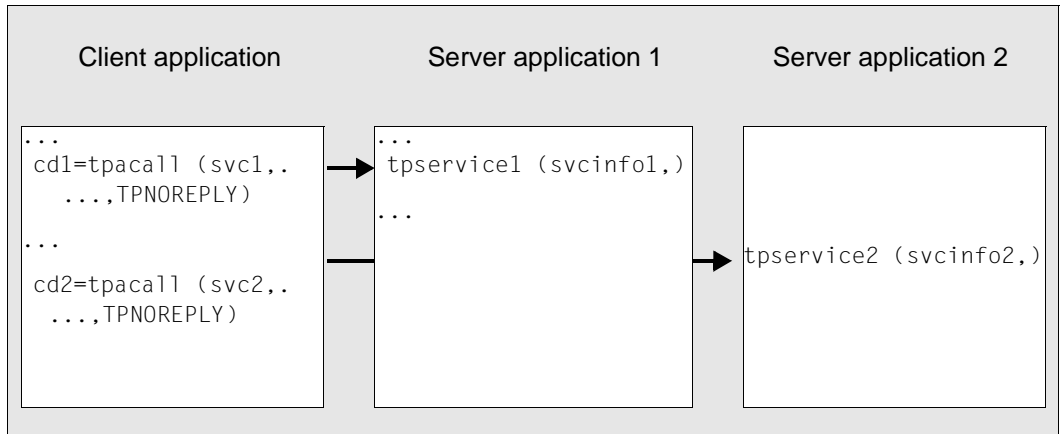 Client application
Server application 1
Server application 2
...
cd1=tpacall (svc1,.
...,TPNOREPLY)
...
cd2=tpacall (svc2,.
...,TPNOREPLY)
...
tpservice1 (svcinfo1,)
...
tpservice2 (svcinfo2,)